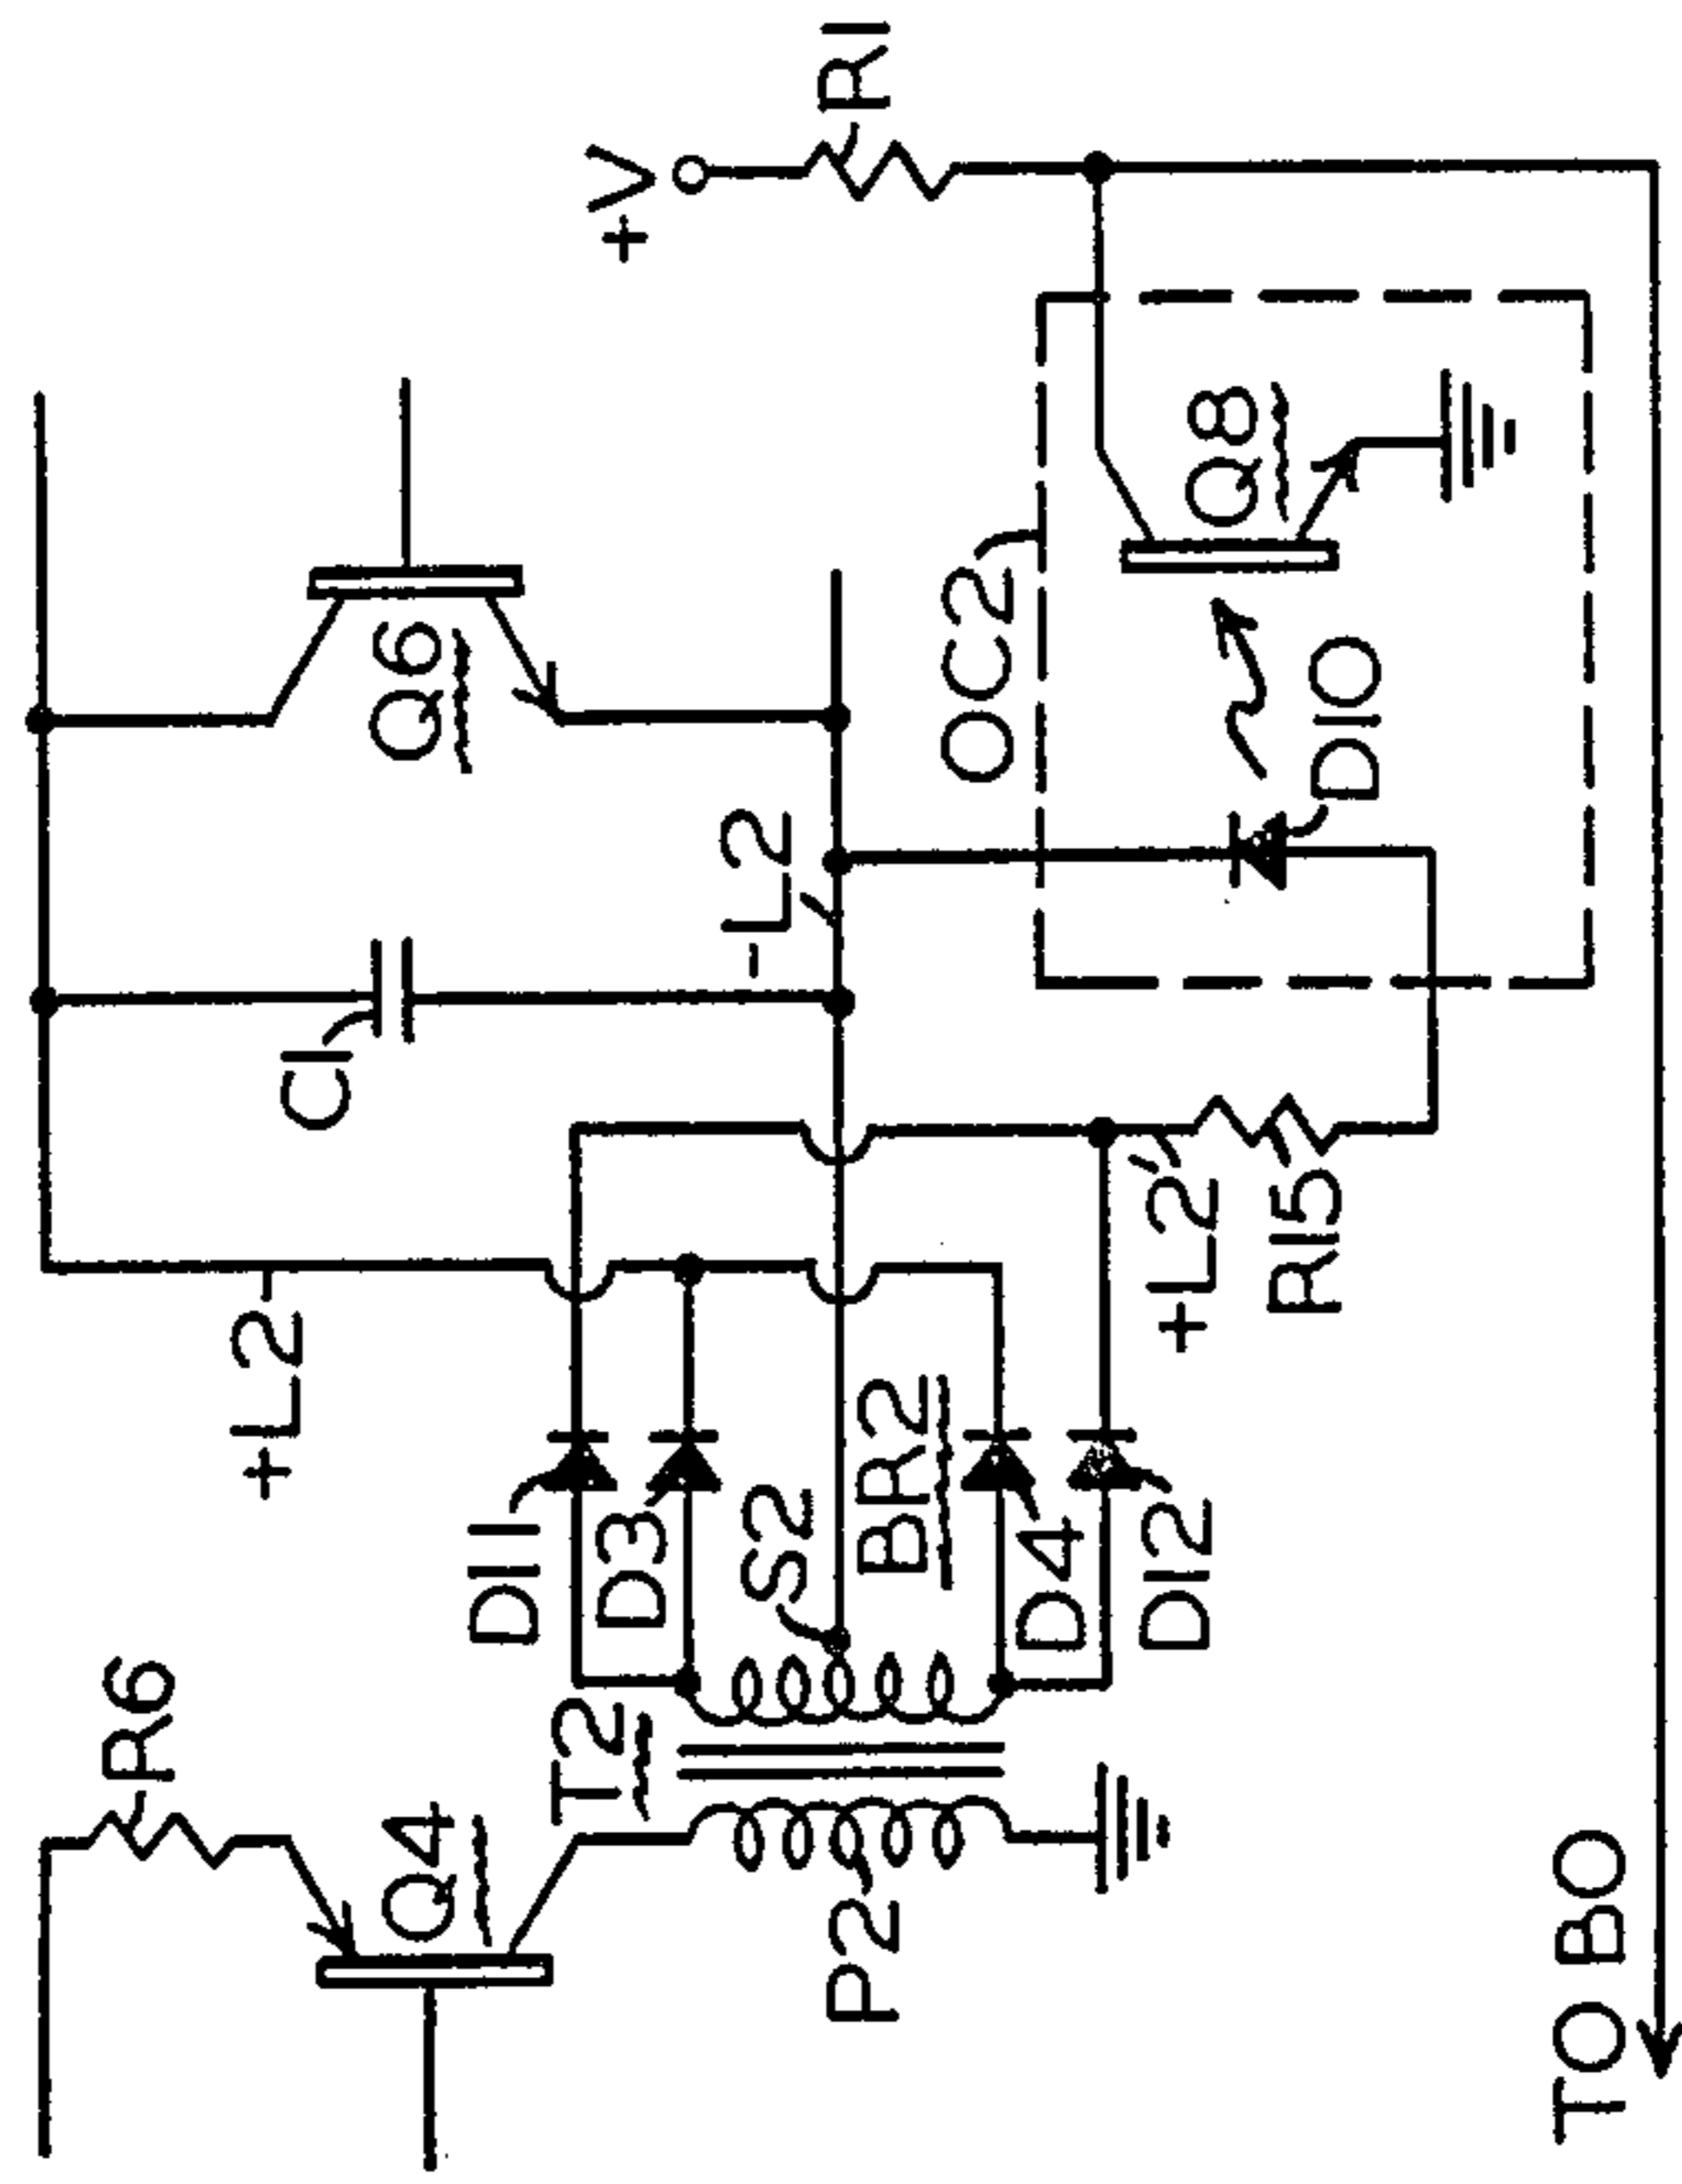 R6
Q4
T2
P2
+L2
D11
D3
S2
BR2
D4
D12
+L2'
R15
C1
-L2
Q6
OC2
D10
Q8
+V
R1
TO BO